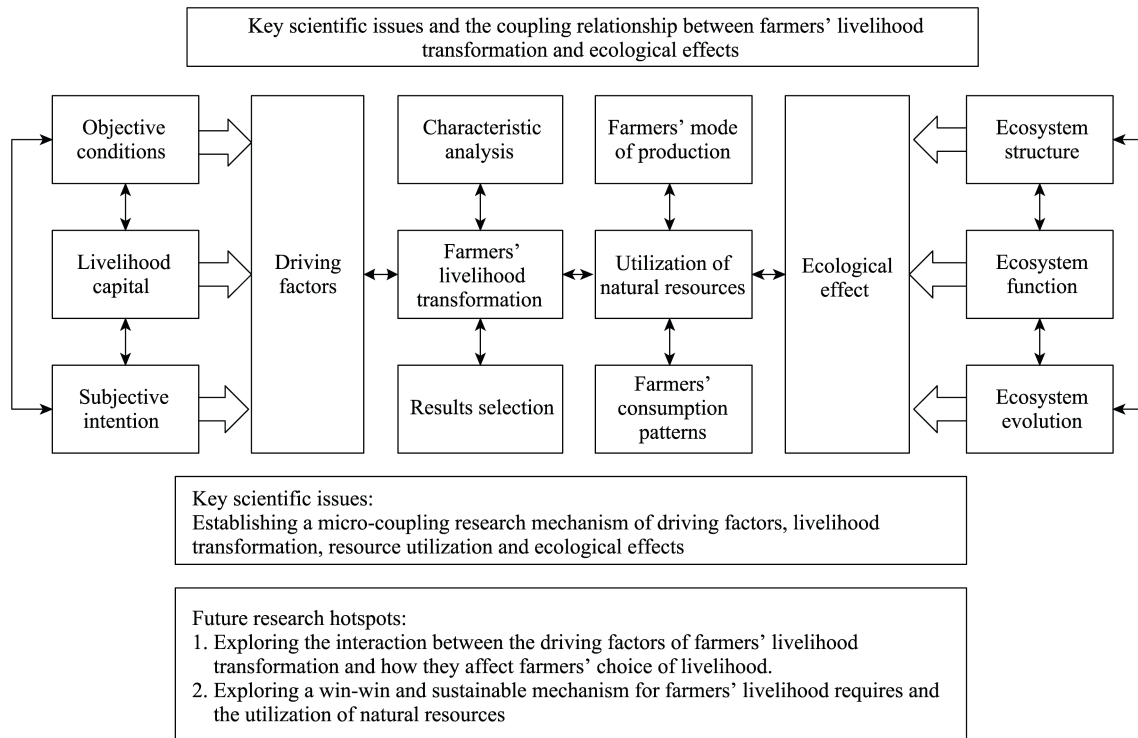 Key scientific issues and the coupling relationship between farmers’ livelihood
transformation and ecological effects
Objective
conditions
Livelihood
capital
Subjective
intention
Driving
factors
Characteristic
analysis
Farmers’
livelihood
transformation
Results selection
Farmers’ mode
of production
Utilization of
natural resources
Farmers’
consumption
patterns
Ecological
effect
Ecosystem
structure
Ecosystem
function
Ecosystem
evolution
Key scientific issues:
Establishing a micro-coupling research mechanism of driving factors, livelihood
transformation, resource utilization and ecological effects
Future research hotspots:
1. Exploring the interaction between the driving factors of farmers’ livelihood
transformation and how they affect farmers’ choice of livelihood.
2. Exploring a win-win and sustainable mechanism for farmers’ livelihood requires and
the utilization of natural resources